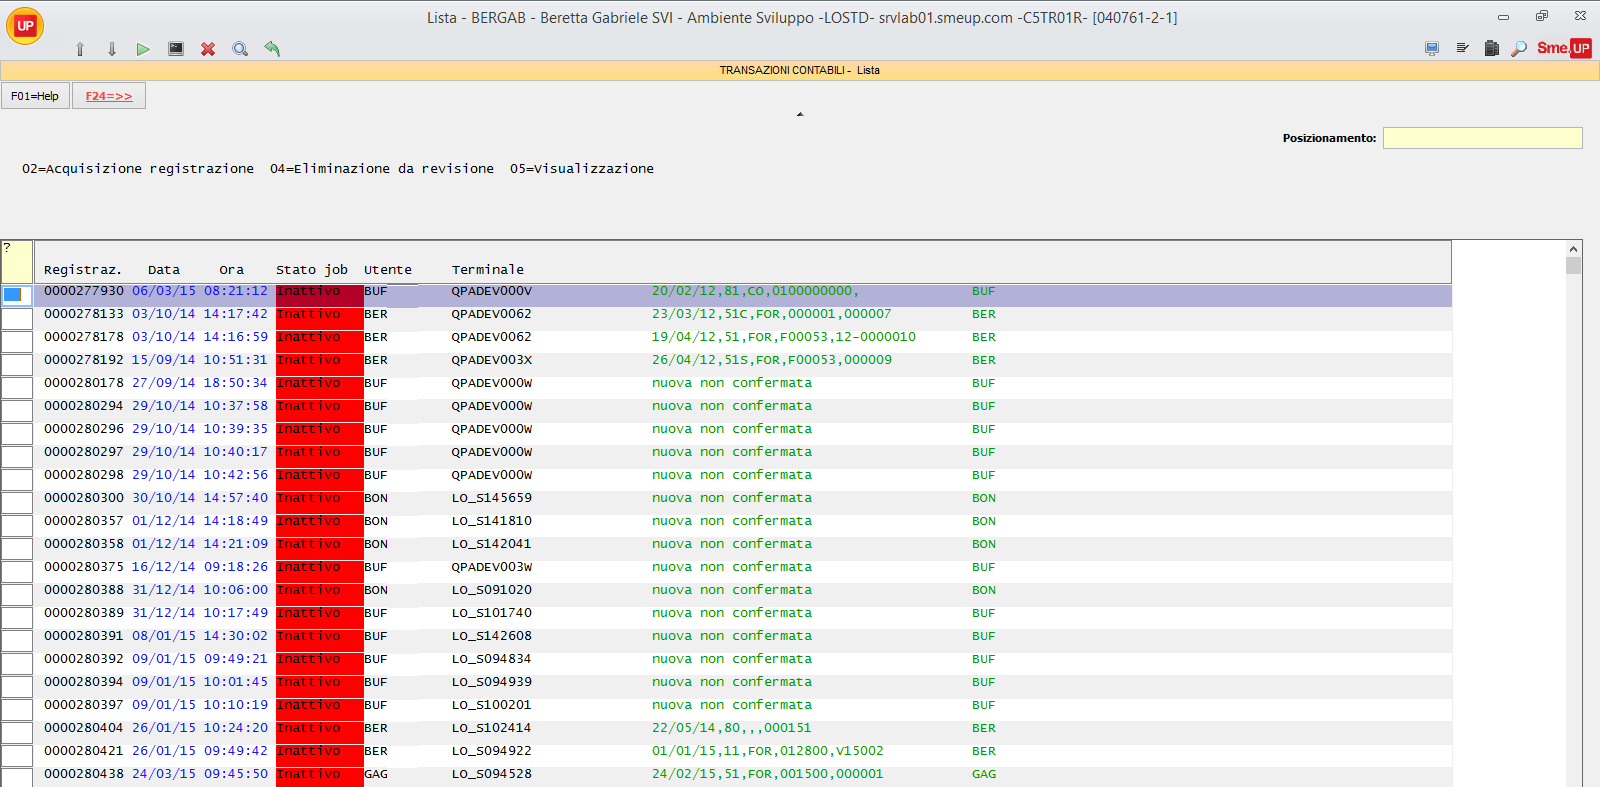 UP
Lista - BERGAB - Beretta Gabriele SVI - Ambiente Sviluppo -LOSTD- srvlab01.smeup.com -C5TR01R- [040761-2-1]
Sme.UP
TRANSAZIONI CONTABILI - Lista
F01=Help F24=>>
Posizionamento:
02=Acquisizione registrazione 04=Eliminazione da revisione 05=Visualizzazione
?
Registraz. Data Ora Stato job Utente Terminale
0000277930 06/03/15 08:21:12 Inattivo BUF QPADEV000V 20/02/12,81,CO,0100000000, BUF
0000278133 03/10/14 14:17:42 Inattivo BER QPADEV0062 23/03/12,51C,FOR,000001,000007 BER
0000278178 03/10/14 14:16:59 Inattivo BER QPADEV0062 19/04/12,51,FOR,F00053,12-0000010 BER
0000278192 15/09/14 10:51:31 Inattivo BER QPADEV003X 26/04/12,51S,FOR,F00053,000009 BER
0000280178 27/09/14 18:50:34 Inattivo BUF QPADEV000W nuova non confermata BUF
0000280294 29/10/14 10:37:58 Inattivo BUF QPADEV000W nuova non confermata BUF
0000280296 29/10/14 10:39:35 Inattivo BUF QPADEV000W nuova non confermata BUF
0000280297 29/10/14 10:40:17 Inattivo BUF QPADEV000W nuova non confermata BUF
0000280298 29/10/14 10:42:56 Inattivo BUF QPADEV000W nuova non confermata BUF
0000280300 30/10/14 14:57:40 Inattivo BON LO_S145659 nuova non confermata BON
0000280357 01/12/14 14:18:49 Inattivo BON LO_S141810 nuova non confermata BON
0000280358 01/12/14 14:21:09 Inattivo BON LO_S142041 nuova non confermata BON
0000280375 16/12/14 09:18:26 Inattivo BUF QPADEV003W nuova non confermata BUF
0000280388 31/12/14 10:06:00 Inattivo BON LO_S091020 nuova non confermata BON
0000280389 31/12/14 10:17:49 Inattivo BUF LO_S101740 nuova non confermata BUF
0000280391 08/01/15 14:30:02 Inattivo BUF LO_S142608 nuova non confermata BUF
0000280392 09/01/15 09:49:21 Inattivo BUF LO_S094834 nuova non confermata BUF
0000280394 09/01/15 10:01:45 Inattivo BUF LO_S094939 nuova non confermata BUF
0000280397 09/01/15 10:10:19 Inattivo BUF LO_S100201 nuova non confermata BUF
0000280404 26/01/15 10:24:20 Inattivo BER LO_S102414 22/05/14,80,,,000151 BER
0000280421 26/01/15 09:49:42 Inattivo BER LO_S094922 01/01/15,11,FOR,012800,V15002 BER
0000280438 24/03/15 09:45:50 Inattivo GAG LO_S094528 24/02/15,51,FOR,001500,000001 GAG